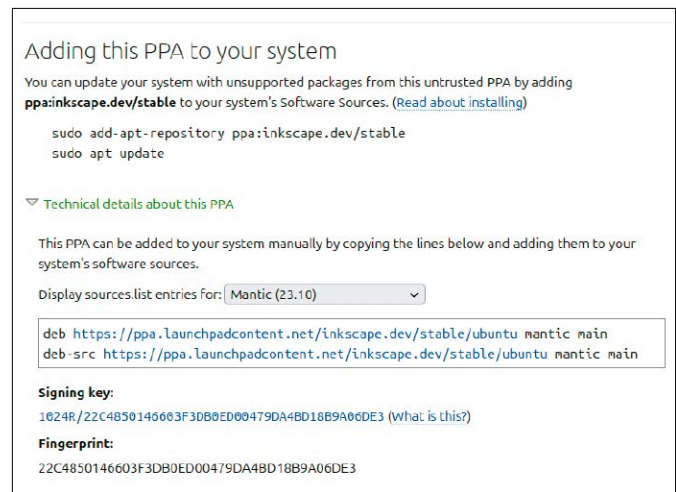 Adding this PPA to your system
You can update your system with unsupported packages from this untrusted PPA by adding
ppa:inkscape.dev/stable to your system's Software Sources. (Read about installing)
sudo add-apt-repository ppa:inkscape.dev/stable
sudo apt update
Technical details about this PPA
This PPA can be added to your system manually by copying the lines below and adding them to your
system's software sources.
Display sources.list entries for: Mantic (23.10)
deb https://ppa.launchpadcontent.net/inkscape.dev/stable/ubuntu mantic main
deb-src https://ppa.launchpadcontent.net/inkscape.dev/stable/ubuntu mantic main
Signing key:
1024R/22C4850146603F3DB0ED00479DA4BD18B9A06DE3 (What is this?)
Fingerprint:
22C4850146603F3DB0ED00479DA4BD18B9A06DE3